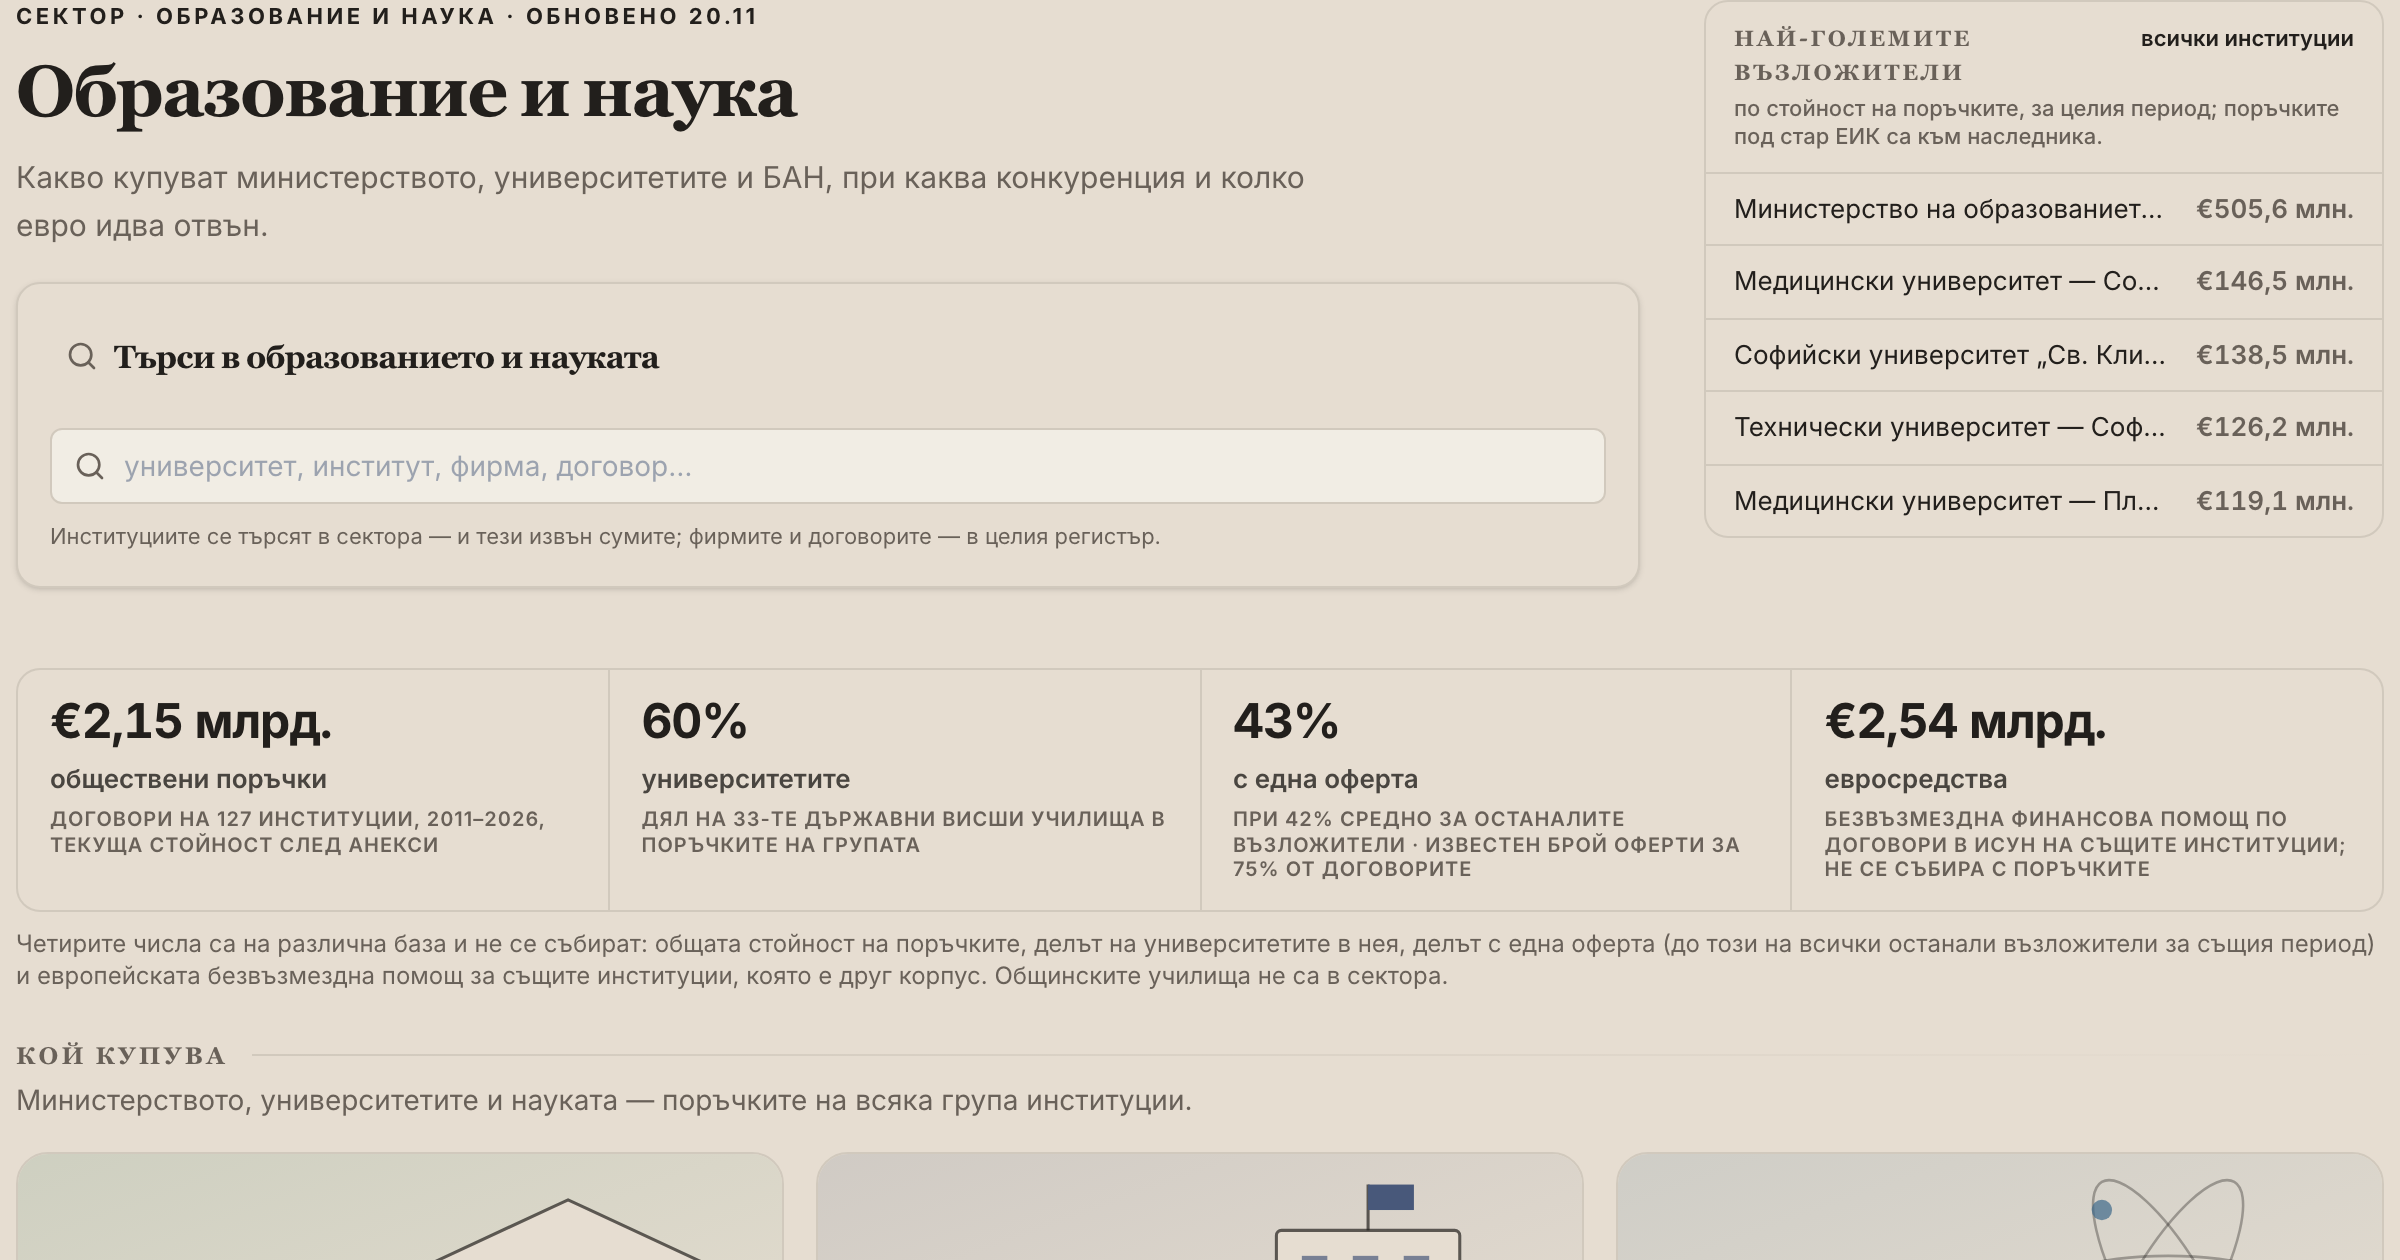 СЕКТОР · ОБРАЗОВАНИЕ И НАУКА · ОБНОВЕНО 20.11
Образование и наука
Какво купуват министерството, университетите и БАН, при каква конкуренция и колко
евро идва отвън.
Търси в образованието и науката
университет, институт, фирма, договор...
Институциите се търсят в сектора — и тези извън сумите; фирмите и договорите — в целия регистър.
НАЙ-ГОЛЕМИТЕ
ВЪЗЛОЖИТЕЛИ
всички институции
по стойност на поръчките, за целия период; поръчките
под стар ЕИК са към наследника.
Министерство на образованиет... €505,6 млн.
Медицински университет — Со... €146,5 млн.
Софийски университет „Св. Кли... €138,5 млн.
Технически университет — Соф... €126,2 млн.
Медицински университет — Пл... €119,1 млн.
€2,15 млрд.
обществени поръчки
ДОГОВОРИ НА 127 ИНСТИТУЦИИ, 2011–2026,
ТЕКУЩА СТОЙНОСТ СЛЕД АНЕКСИ
60%
университетите
ДЯЛ НА 33-ТЕ ДЪРЖАВНИ ВИСШИ УЧИЛИЩА В
ПОРЪЧКИТЕ НА ГРУПАТА
43%
с една оферта
ПРИ 42% СРЕДНО ЗА ОСТАНАЛИТЕ
ВЪЗЛОЖИТЕЛИ · ИЗВЕСТЕН БРОЙ ОФЕРТИ ЗА
75% ОТ ДОГОВОРИТЕ
€2,54 млрд.
евросредства
БЕЗВЪЗМЕЗДНА ФИНАНСОВА ПОМОЩ ПО
ДОГОВОРИ В ИСУН НА СЪЩИТЕ ИНСТИТУЦИИ;
НЕ СЕ СЪБИРА С ПОРЪЧКИТЕ
Четирите числа са на различна база и не се събират: общата стойност на поръчките, делът на университетите в нея, делът с една оферта (до този на всички останали възложители за същия период)
и европейската безвъзмездна помощ за същите институции, която е друг корпус. Общинските училища не са в сектора.
КОЙ КУПУВА
Министерството, университетите и науката — поръчките на всяка група институции.